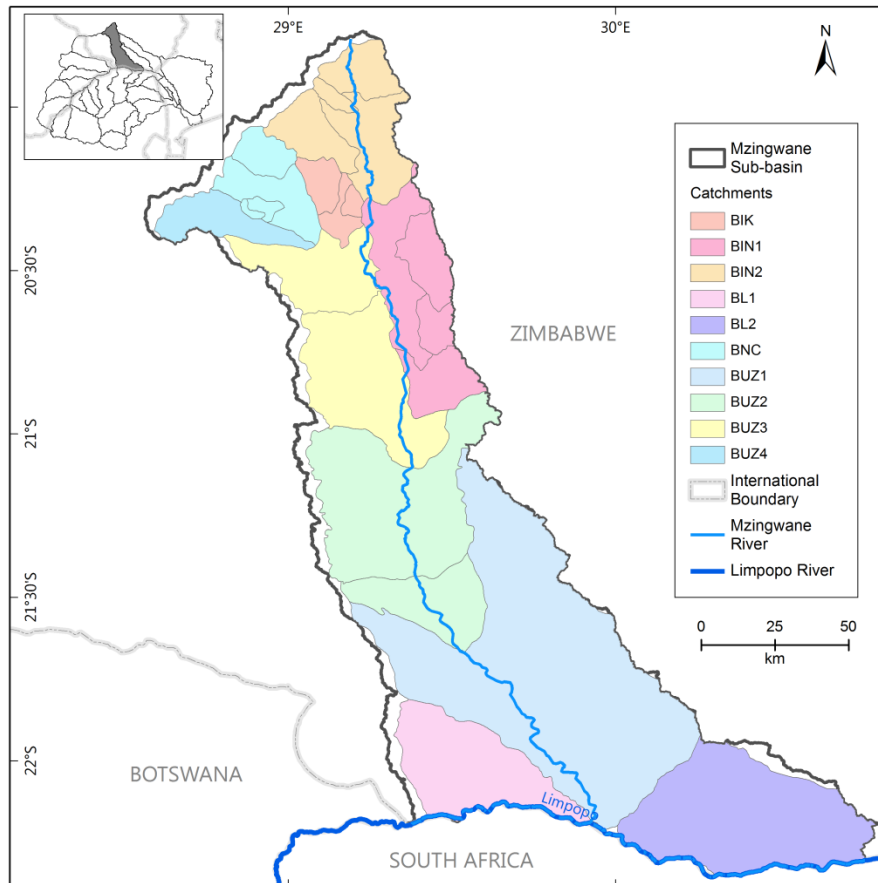 29°E
30°E
N
20°30'S
21°S
21°30'S
22°S
ZIMBABWE
BOTSWANA
SOUTH AFRICA
Limpop
Mzingwane
Sub-basin
Catchments
BIK
BIN1
BIN2
BL1
BL2
BNC
BUZ1
BUZ2
BUZ3
BUZ4
International
Boundary
Mzingwane
River
Limpopo River
0 25 50
km